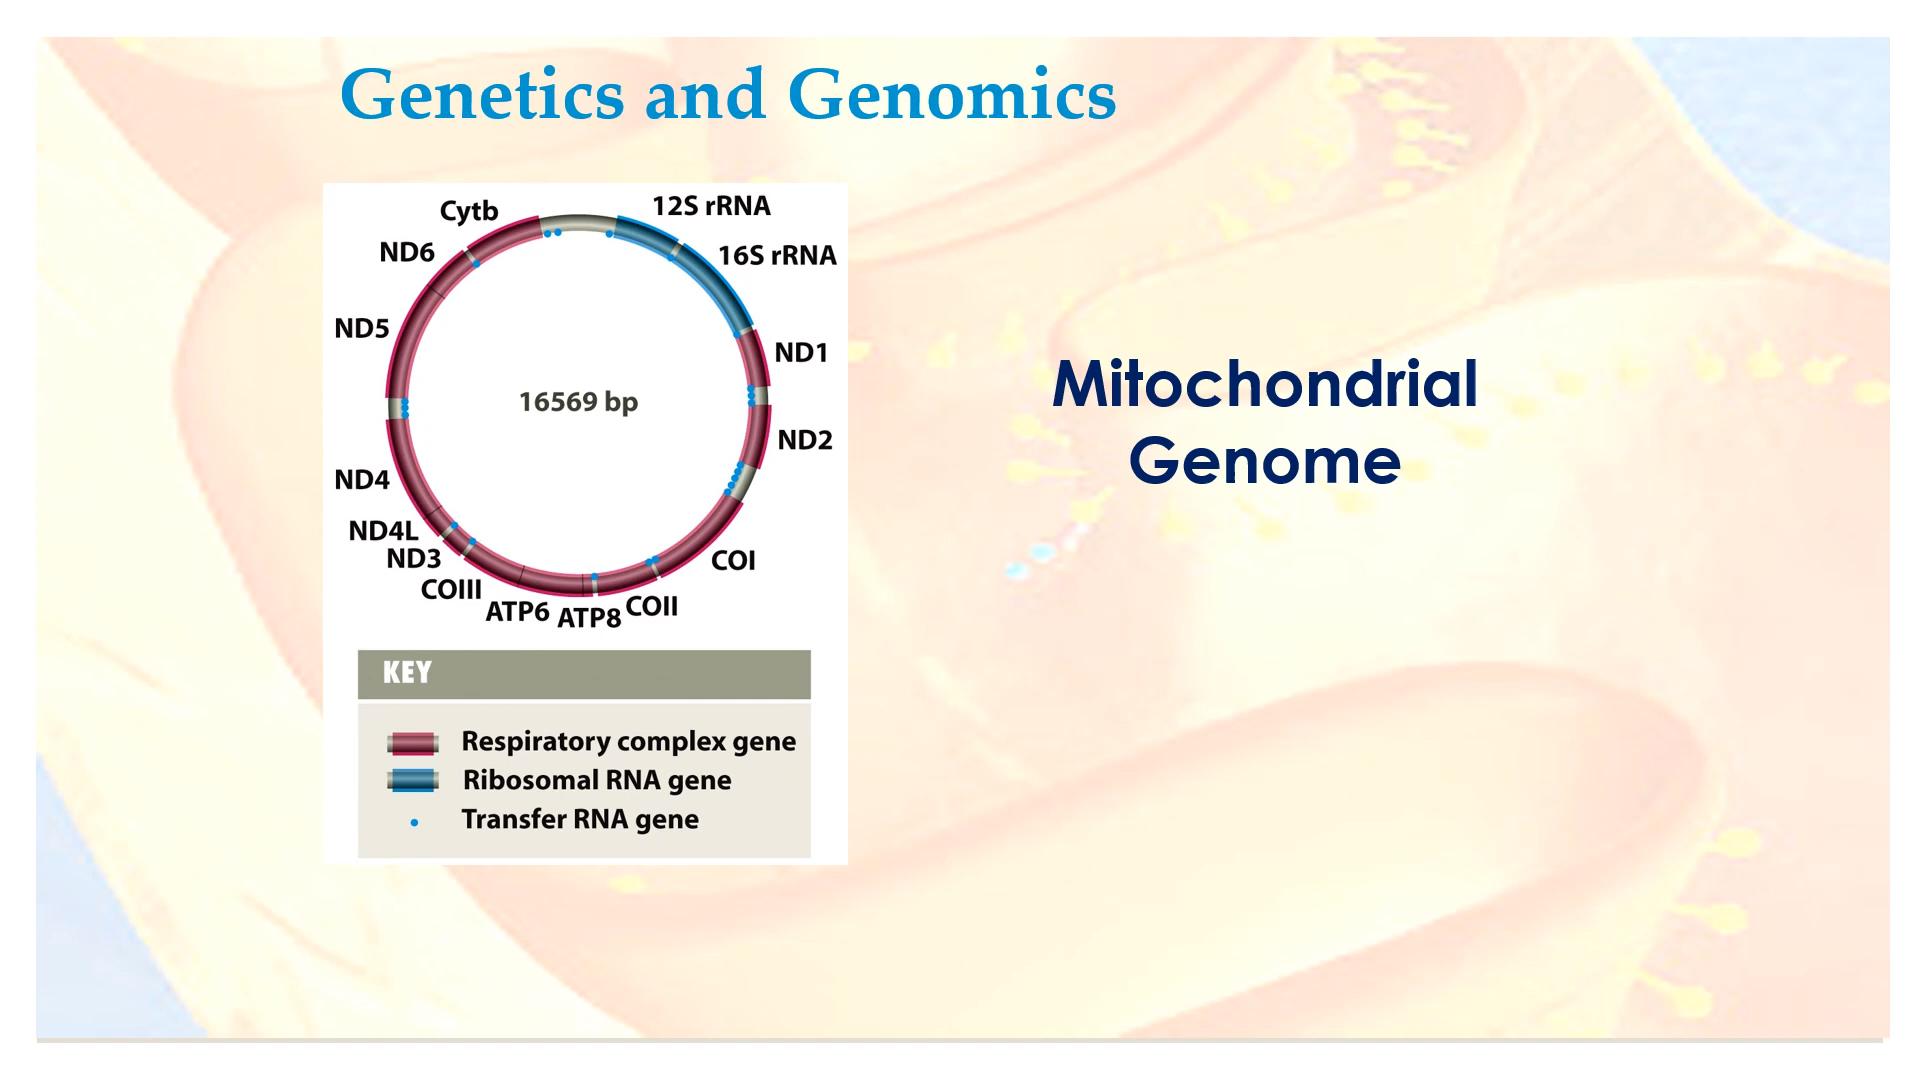 Genetics and Genomics
Cytb
12S rRNA
ND6
16S rRNA
ND5
ND1
16569 bp
ND2
ND4
ND4L
ND3
COI
COIII
ATP6
ATP8
COII
KEY
Respiratory complex gene
Ribosomal RNA gene
Transfer RNA gene
Mitochondrial
Genome